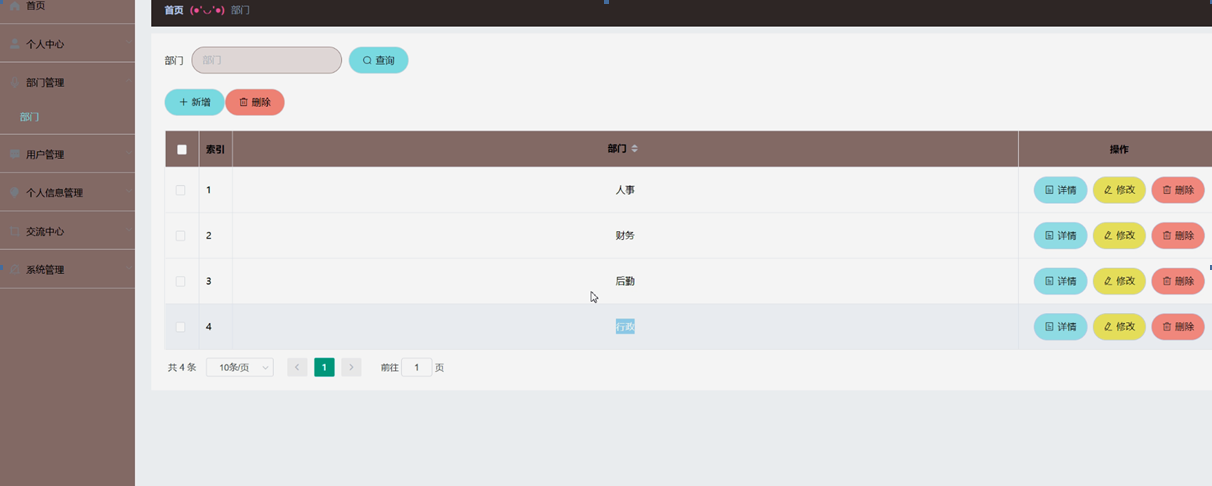 首页
个人中心
部门管理
部门
用户管理
个人信息管理
交流中心
系统管理
首页 (●'◡'●) 部门
部门 部门 查询
新增 删除
索引 部门 操作
1 人事 详情 修改 删除
2 财务 详情 修改 删除
3 后勤 详情 修改 删除
4 行政 详情 修改 删除
共 4 条 10条/页 1 前往 1 页